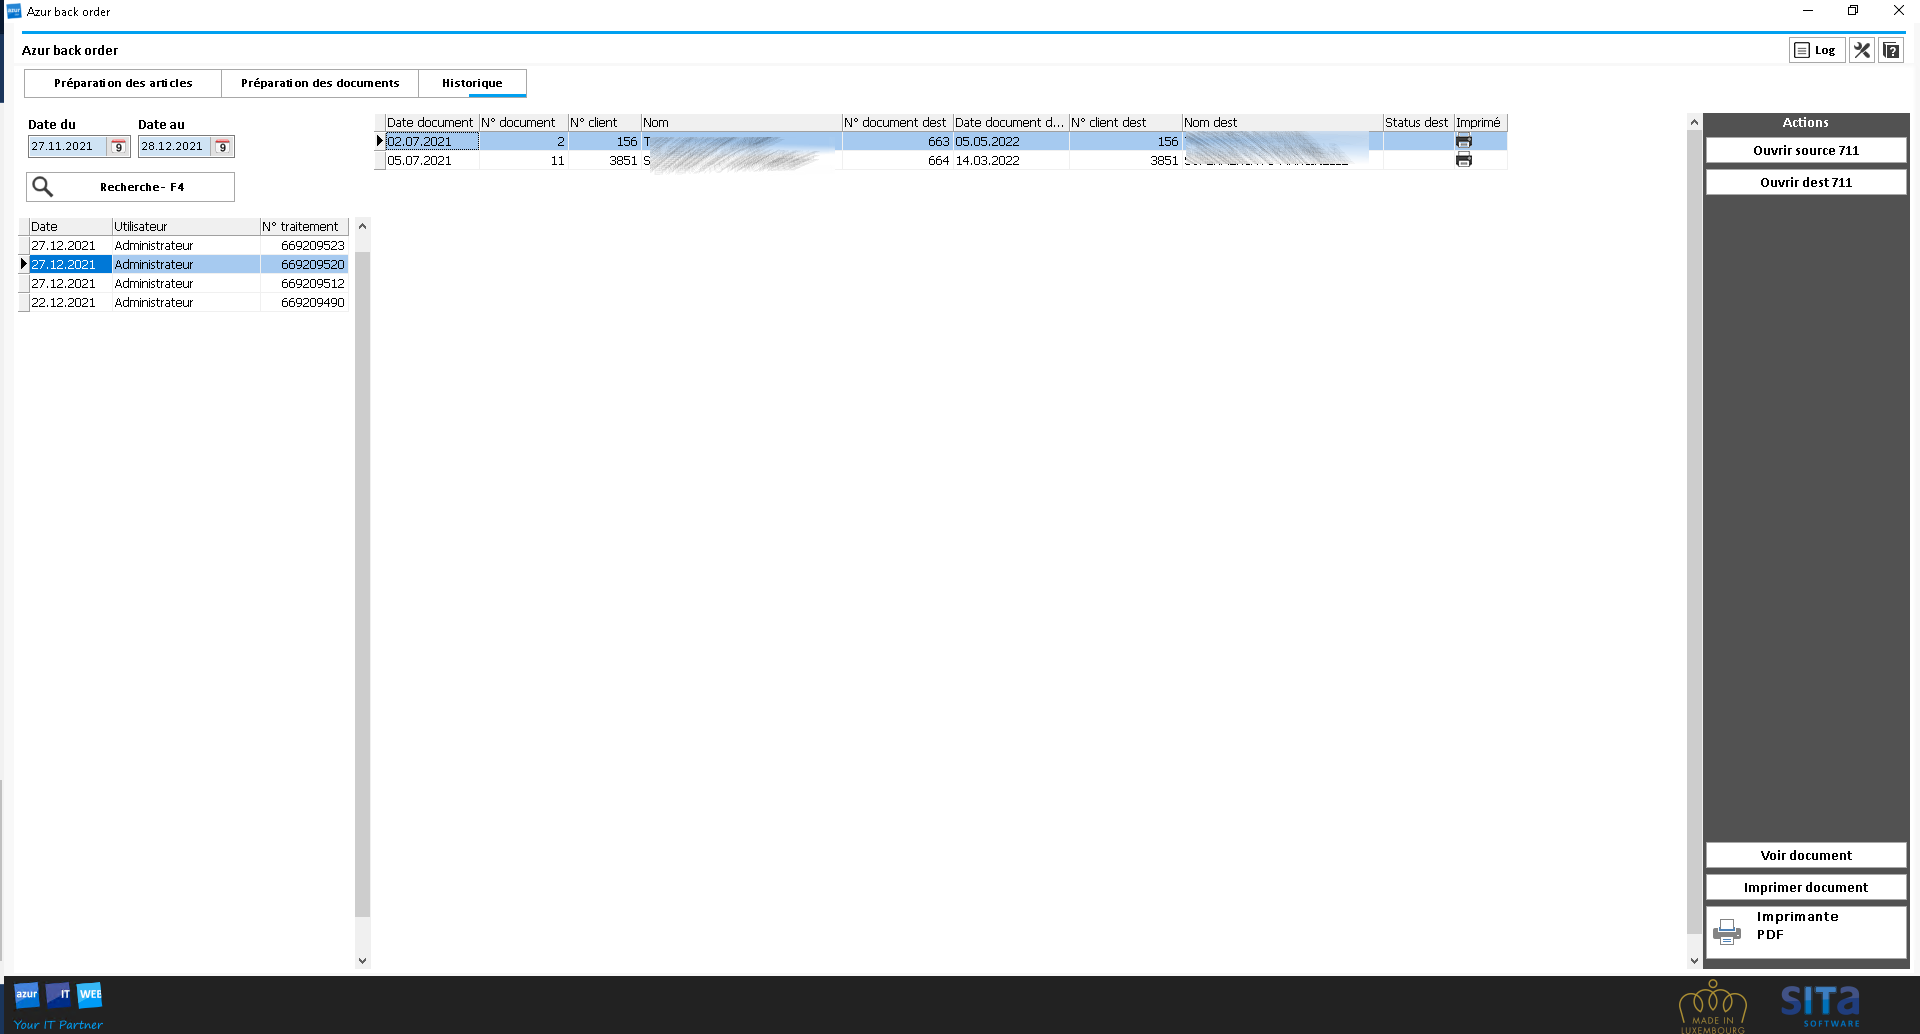 Azur back order
Azur back order
Log
Préparation des articles Préparation des documents Historique
Date du Date au
27.11.2021 9 28.12.2021 9
Recherche- F4
Date Utilisateur N° traitement
27.12.2021 Administrateur 669209523
27.12.2021 Administrateur 669209520
27.12.2021 Administrateur 669209512
22.12.2021 Administrateur 669209490
Date document N° document N° client Nom N° document dest Date document d... N° client dest Nom dest Status dest Imprimé
02.07.2021 2 156 T 663 05.05.2022 156
05.07.2021 11 3851 S 664 14.03.2022 3851
Actions
Ouvrir source 711
Ouvrir dest 711
Voir document
Imprimer document
Imprimante
PDF
azur IT WEB
Your IT Partner
MADE IN
LUXEMBOURG
SITA
SOFTWARE